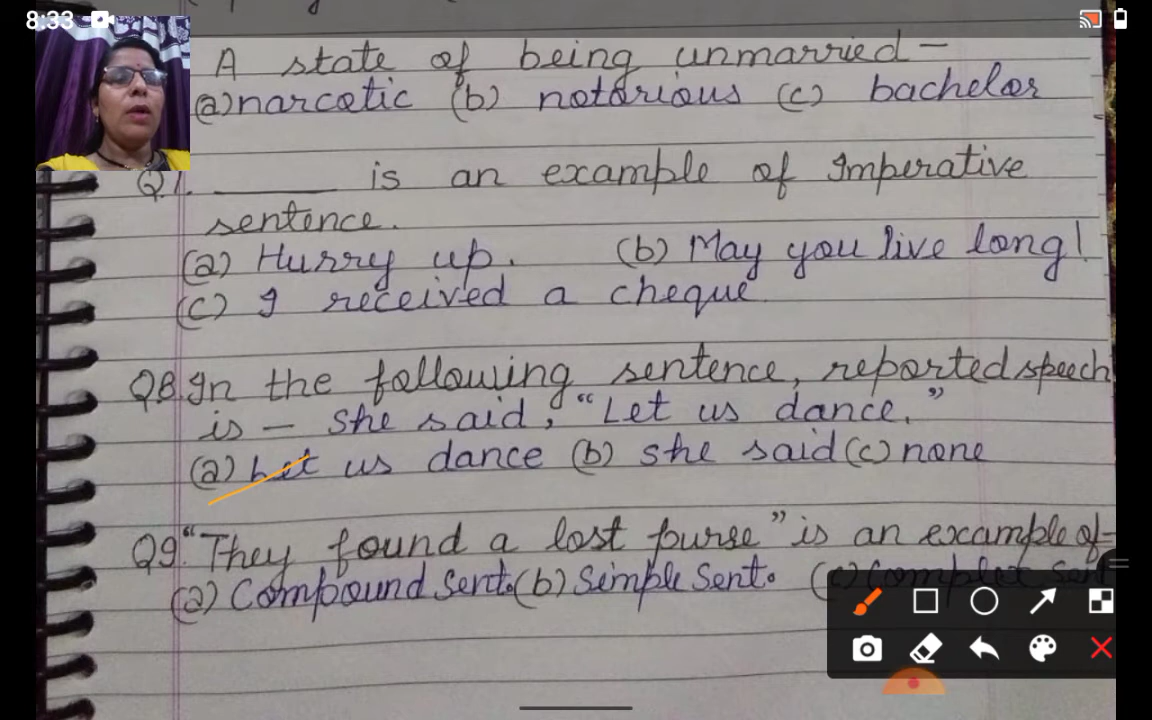 8:33
A state of being unmarried -
(a) narcotic (b) notorious (c) bachelor
Q7. ______ is an example of Imperative
sentence.
(a) Hurry up. (b) May you live long!
(c) I received a cheque
Q8. In the following sentence, reported speech
is - She said, "Let us dance."
(a) Let us dance (b) she said (c) none
Q9. "They found a lost purse" is an example of-
(a) Compound Sent. (b) Simple Sent. (c)